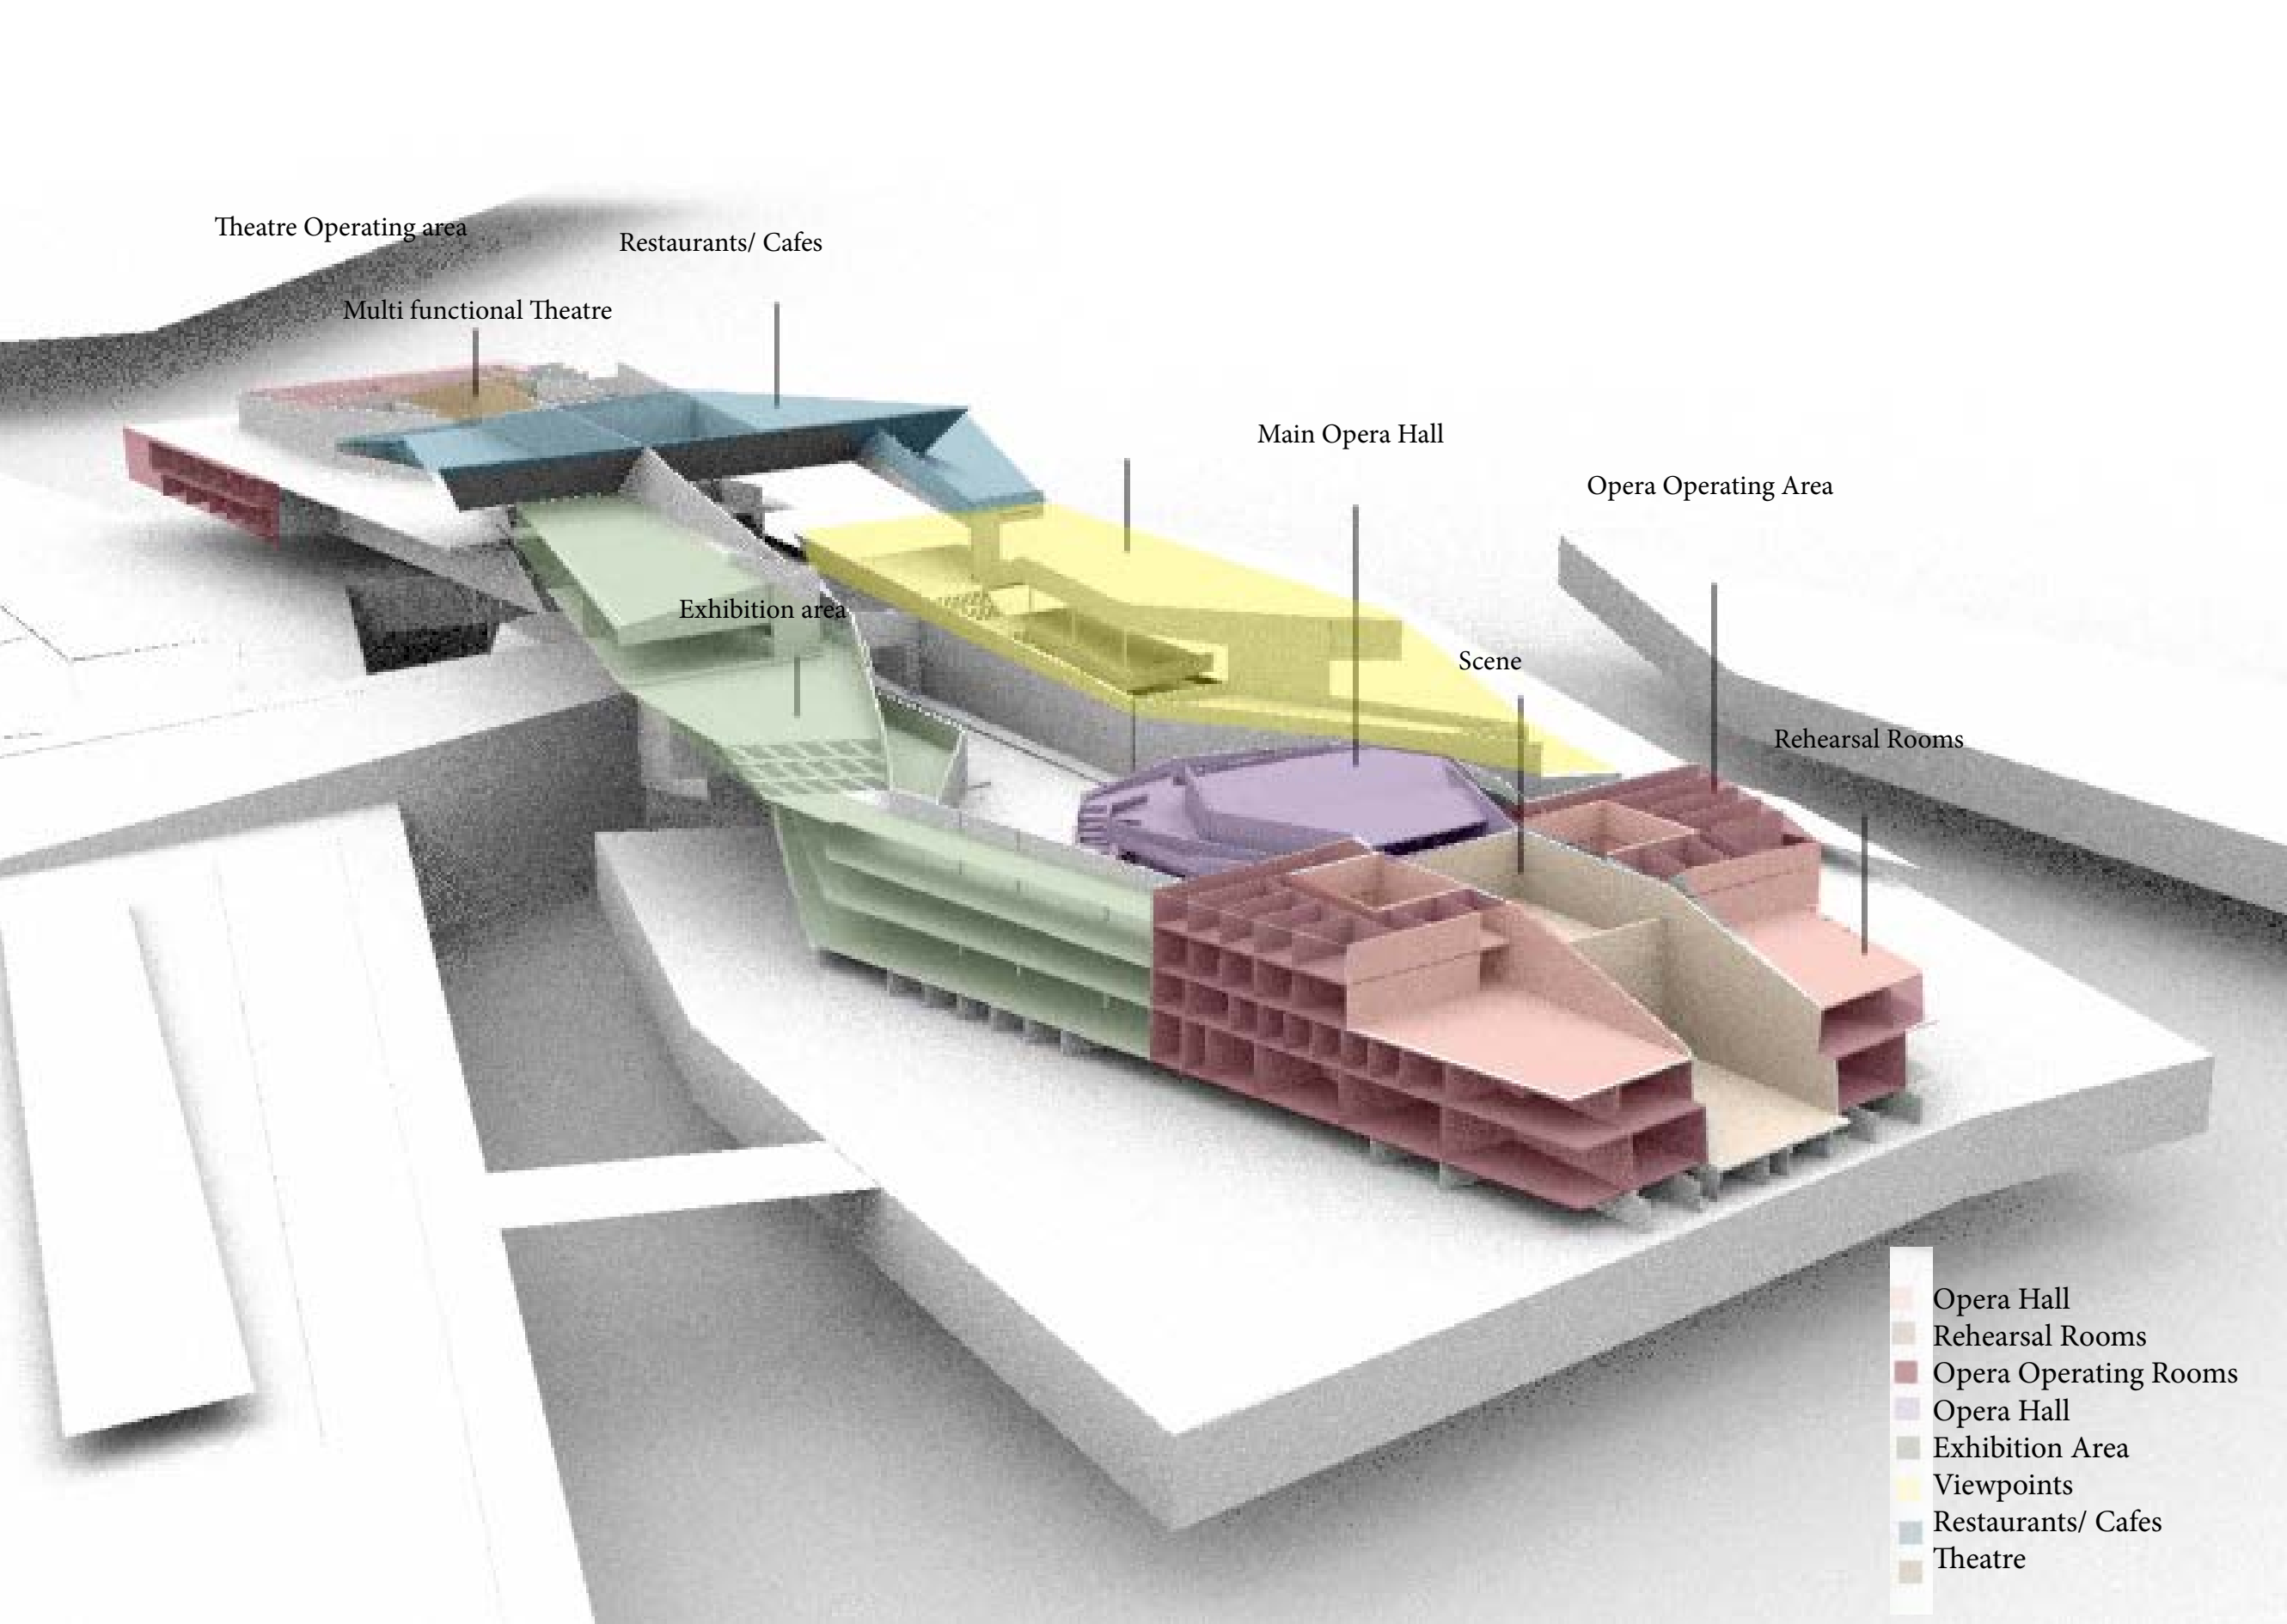 Theatre Operating area
Restaurants/ Cafes
Multi functional Theatre
Main Opera Hall
Opera Operating Area
Exhibition area
Scene
Rehearsal Rooms
Opera Hall
Rehearsal Rooms
Opera Operating Rooms
Opera Hall
Exhibition Area
Viewpoints
Restaurants/ Cafes
Theatre